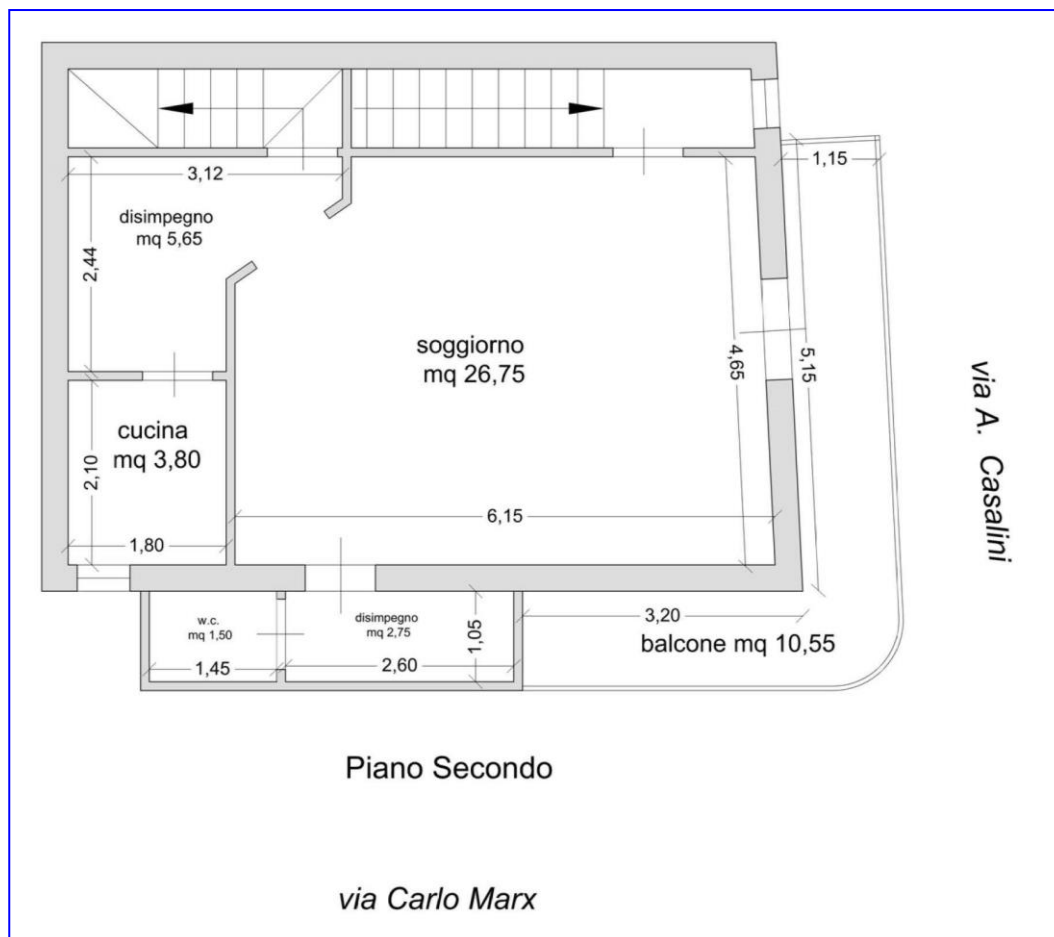 1,15
3,12
disimpegno
mq 5,65
2,44
soggiorno
mq 26,75
4,65
5,15
via A. Casalini
cucina
mq 3,80
2,10
6,15
1,80
w.c.
mq 1,50
disimpegno
mq 2,75
1,05
3,20
balcone mq 10,55
1,45
2,60
Piano Secondo
via Carlo Marx